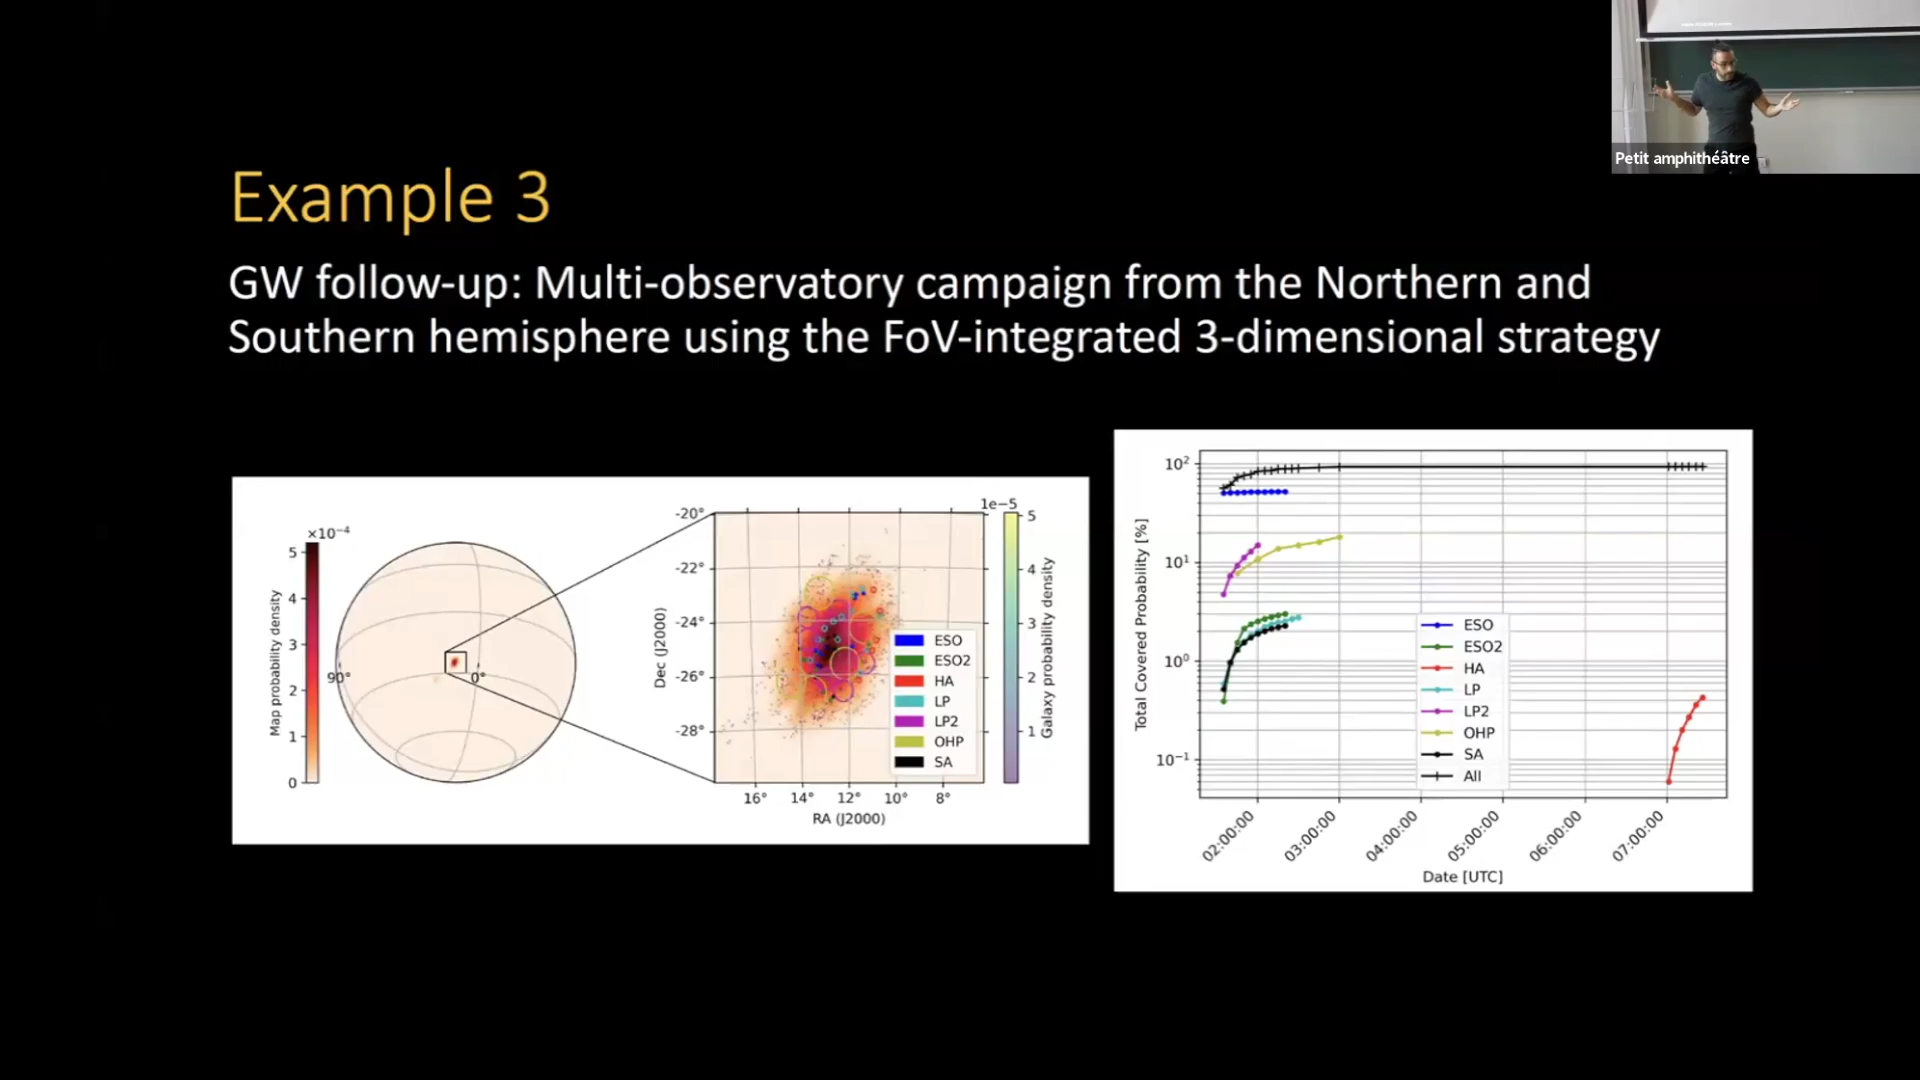 Petit amphithéâtre
Example 3
GW follow-up: Multi-observatory campaign from the Northern and
Southern hemisphere using the FoV-integrated 3-dimensional strategy
×10⁻⁴
5
4
3
2
1
0
Map probability density
90°
0°
-20°
-22°
-24°
-26°
-28°
Dec (J2000)
16°
14°
12°
10°
8°
RA (J2000)
ESO
ESO2
HA
LP
LP2
OHP
SA
1e−5
5
4
3
2
1
Galaxy probability density
10²
10¹
10⁰
10⁻¹
Total Covered Probability [%]
ESO
ESO2
HA
LP
LP2
OHP
SA
All
02:00:00
03:00:00
04:00:00
05:00:00
06:00:00
07:00:00
Date [UTC]